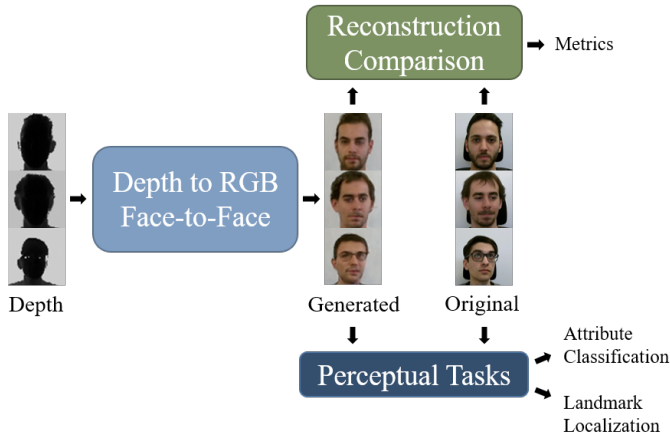 Reconstruction
Comparison
Metrics
Depth to RGB
Face-to-Face
Depth
Generated
Original
Perceptual Tasks
Attribute
Classification
Landmark
Localization